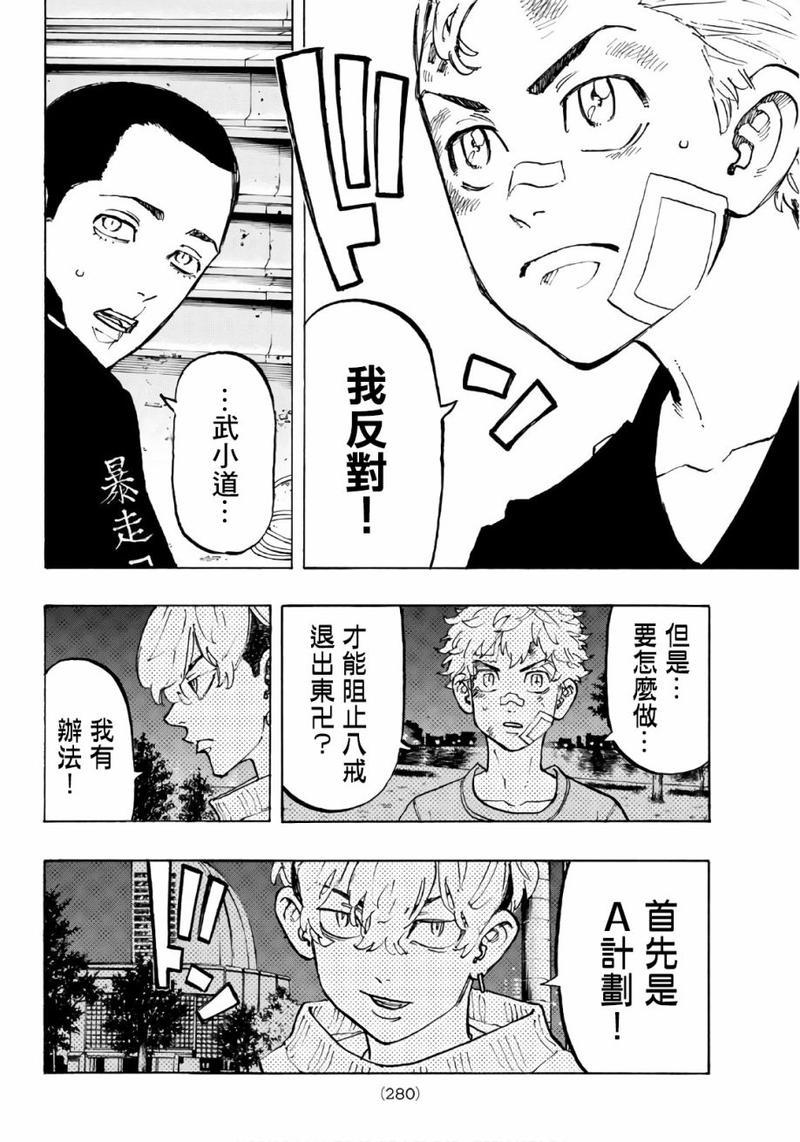 我反對！
…武小道…
暴走
但是…
要怎麼做…
才能阻止八戒
退出東卍？
我有
辦法！
首先是
A計劃！
(280)